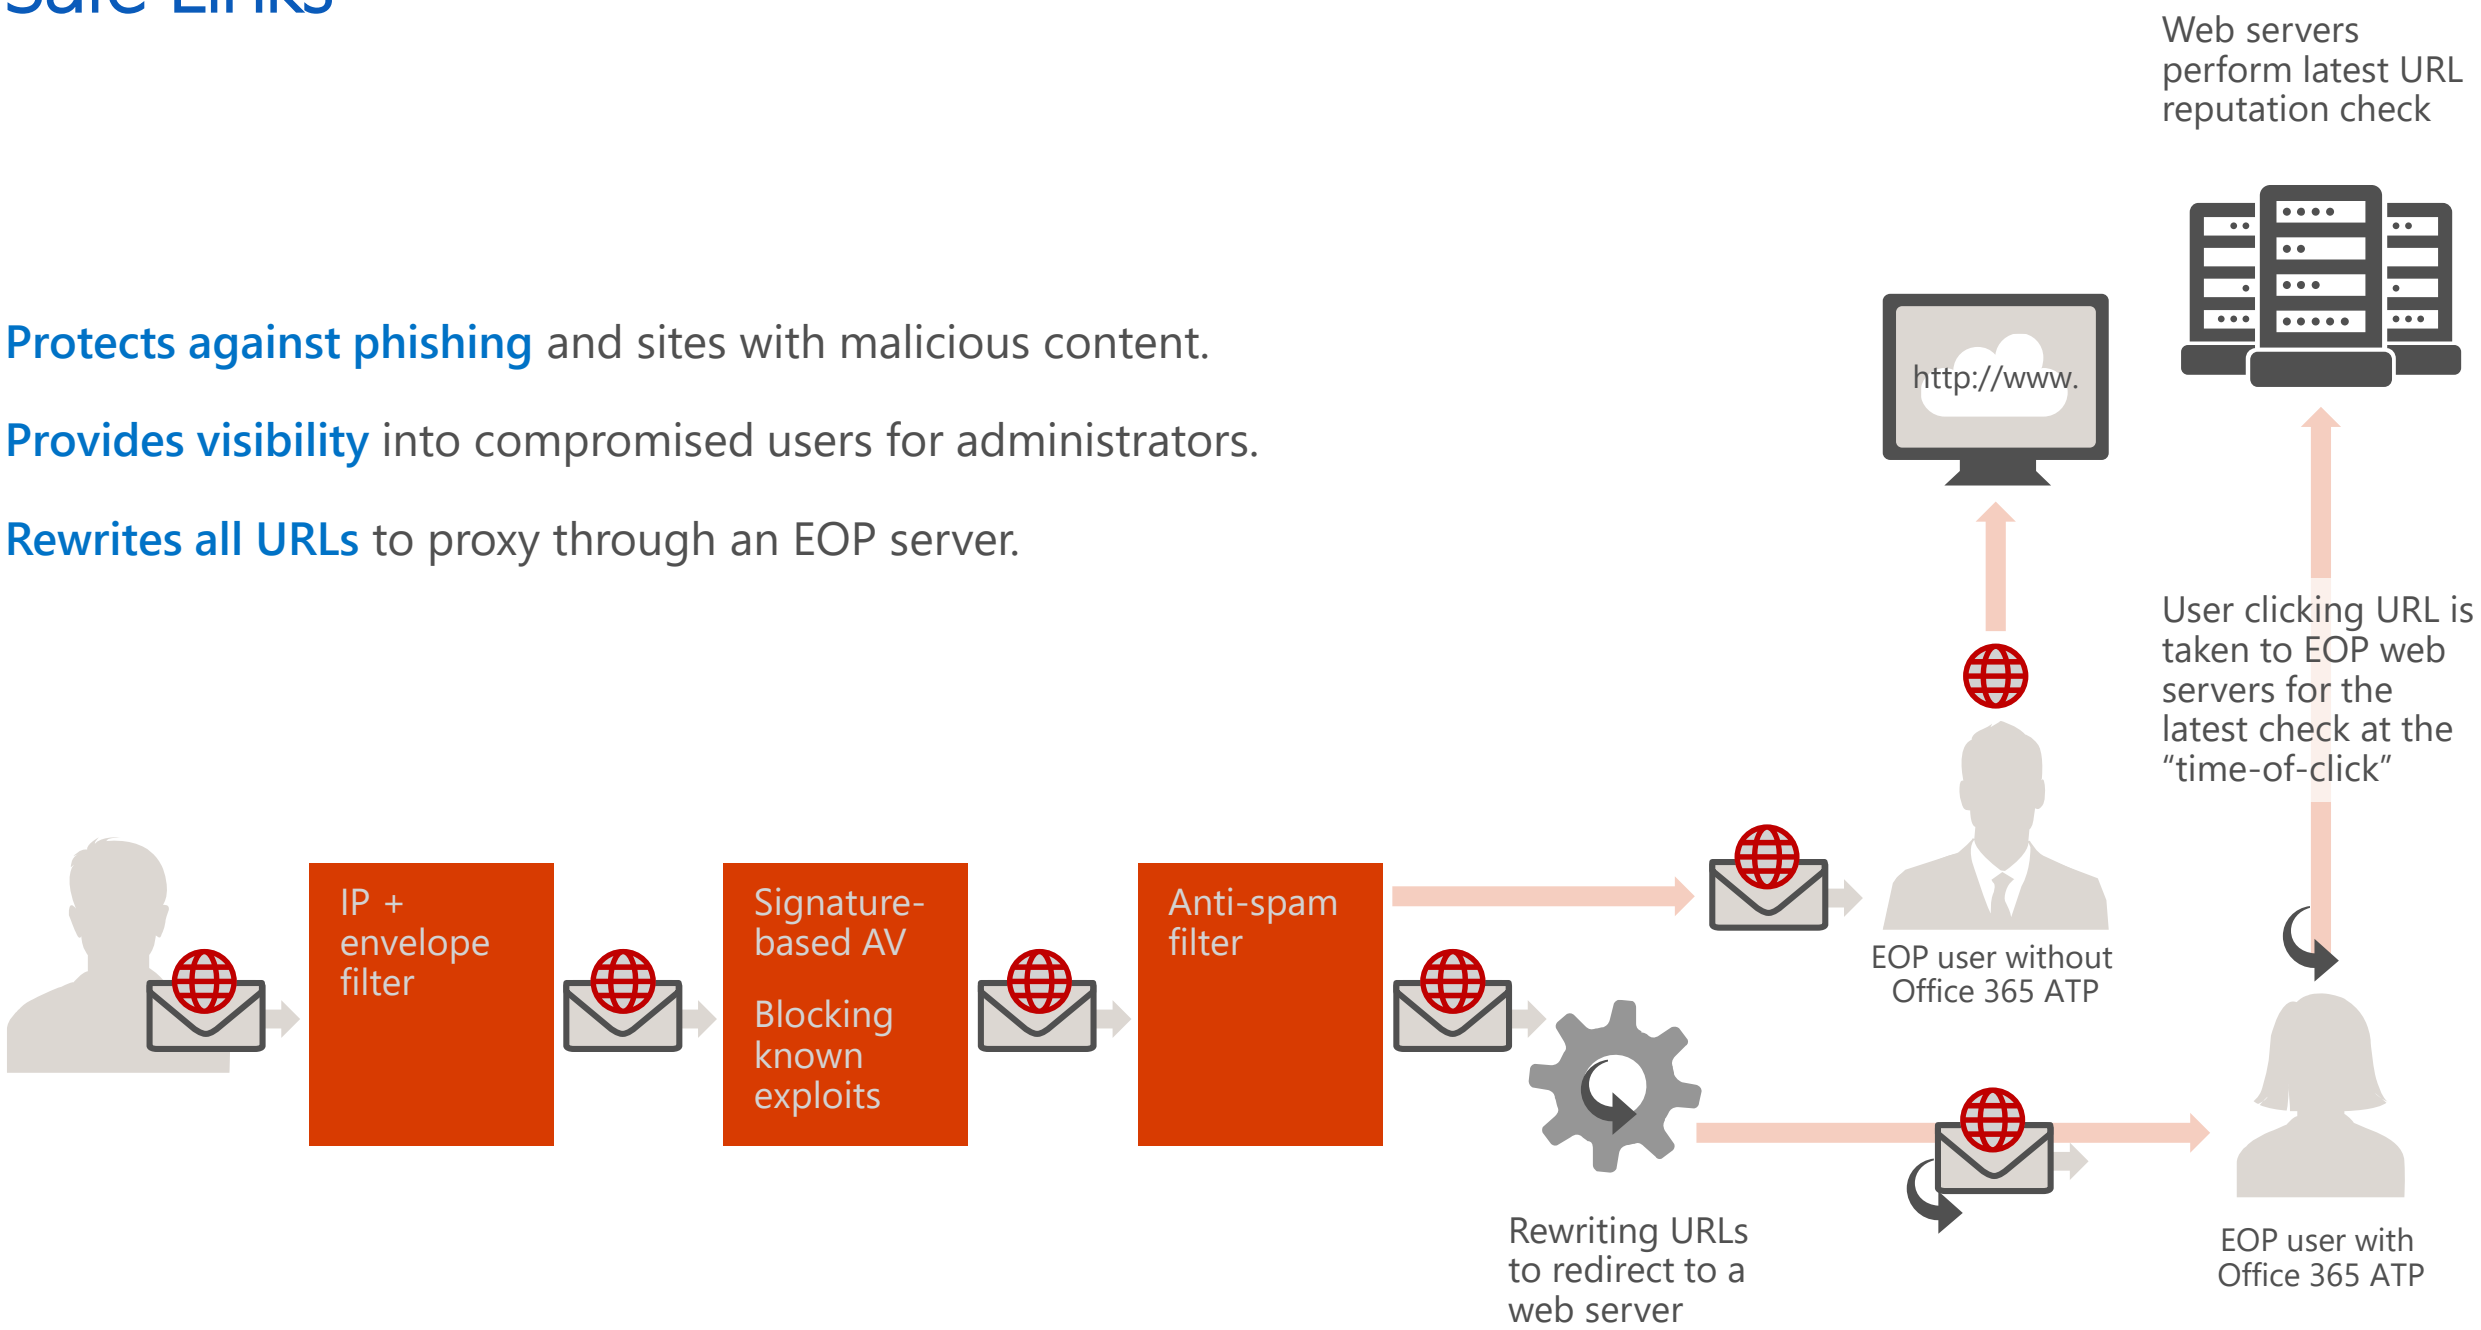 Safe Links
Web servers
perform latest URL
reputation check
Protects against phishing and sites with malicious content.
Provides visibility into compromised users for administrators.
Rewrites all URLs to proxy through an EOP server.
http://www.
User clicking URL is
taken to EOP web
servers for the
latest check at the
“time-of-click”
IP +
envelope
filter
Signature-
based AV
Blocking
known
exploits
Anti-spam
filter
EOP user without
Office 365 ATP
Rewriting URLs
to redirect to a
web server
EOP user with
Office 365 ATP